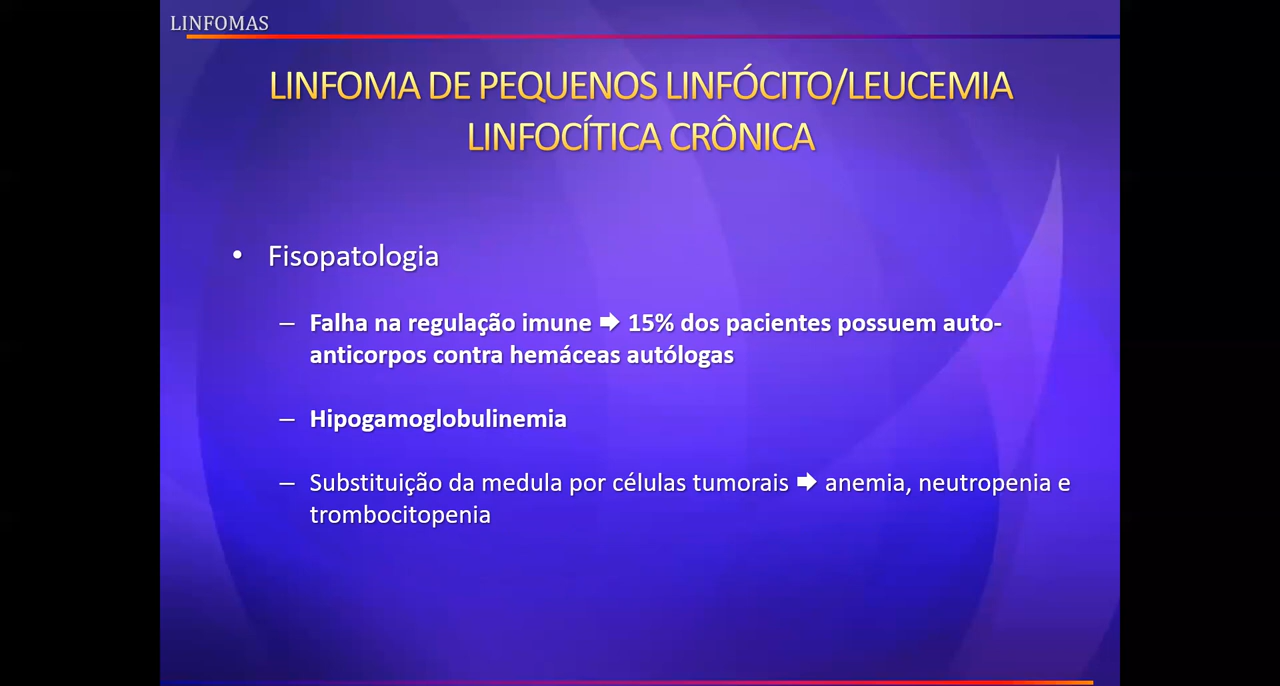 LINFOMAS
LINFOMA DE PEQUENOS LINFÓCITO/LEUCEMIA
LINFOCÍTICA CRÔNICA
• Fisopatologia
– Falha na regulação imune ➡ 15% dos pacientes possuem auto-
anticorpos contra hemáceas autólogas
– Hipogamoglobulinemia
– Substituição da medula por células tumorais ➡ anemia, neutropenia e
trombocitopenia